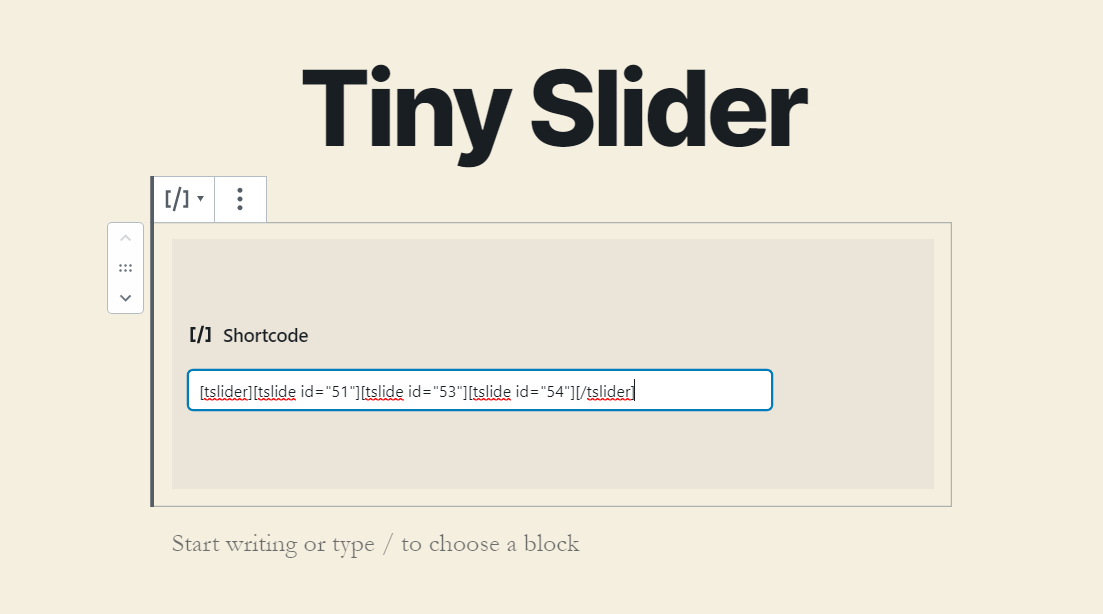 Tiny Slider
[/]
[/] Shortcode
[tslider][tslide id="51"][tslide id="53"][tslide id="54"][/tslider]
Start writing or type / to choose a block